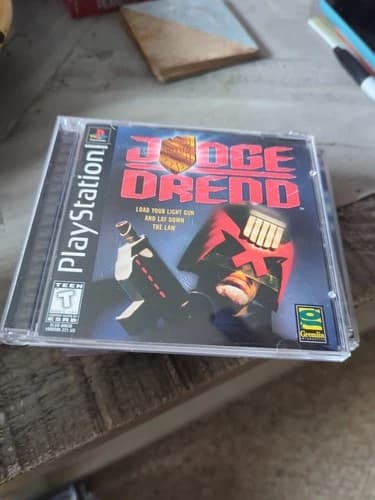 PlayStation
JUDGE
DREDD
LOAD YOUR LIGHT GUN
AND LAY DOWN
THE LAW
TEEN
T
ESRB
g
Gremlin